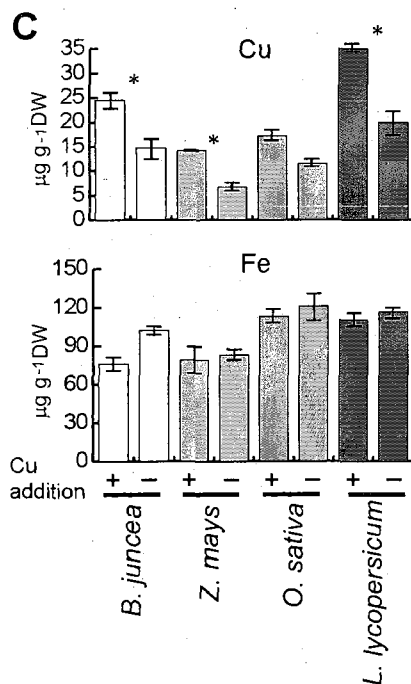 C
Cu
µg g-1DW
35
30
25
20
15
10
5
0
*
*
*
Fe
µg g-1DW
150
120
90
60
30
0
Cu addition
+ − + − + − + −
B. juncea
Z. mays
O. sativa
L. lycopersicum